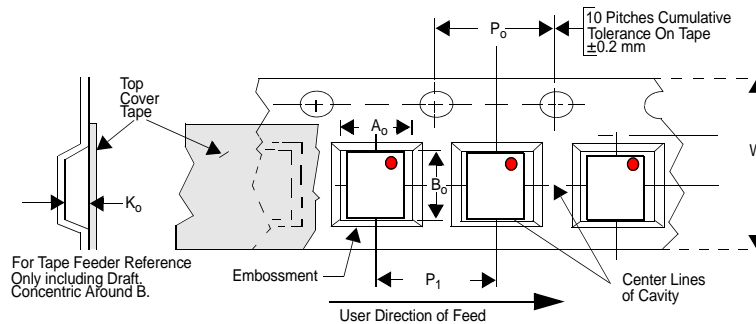 10 Pitches Cumulative
Tolerance On Tape
±0.2 mm
Po
Top
Cover
Tape
Ao
W
Bo
Ko
For Tape Feeder Reference
Only including Draft.
Concentric Around B.
Embossment
P1
Center Lines
of Cavity
User Direction of Feed